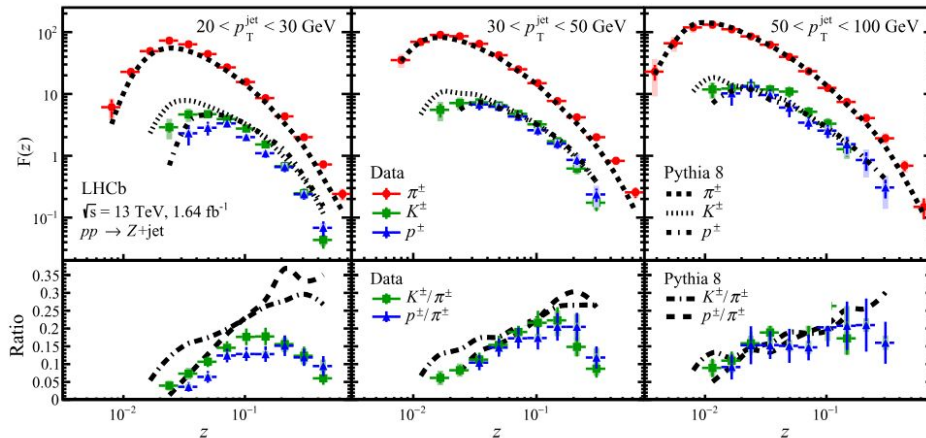 20 < p_T^jet < 30 GeV
30 < p_T^jet < 50 GeV
50 < p_T^jet < 100 GeV
10²
10
1
10⁻¹
F(z)
LHCb
√s = 13 TeV, 1.64 fb⁻¹
pp → Z+jet
Data
π±
K±
p±
Pythia 8
π±
K±
p±
0.35
0.3
0.25
0.2
0.15
0.1
0.05
0
Ratio
Data
K±/π±
p±/π±
Pythia 8
K±/π±
p±/π±
10⁻² 10⁻¹
10⁻² 10⁻¹
10⁻² 10⁻¹
z
z
z